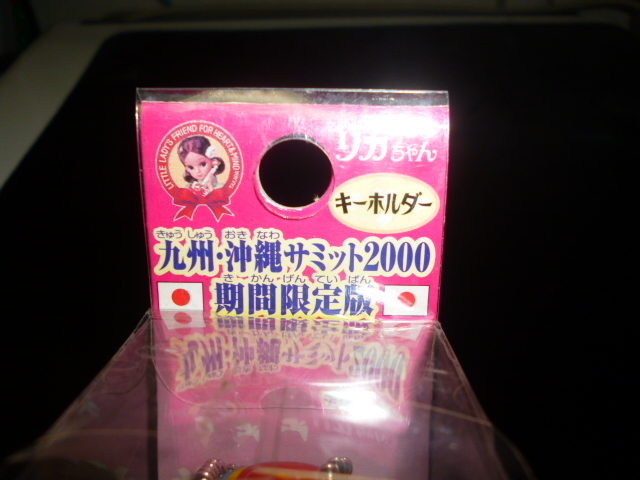 LITTLE LADY'S FRIEND FOR HEART & MIND
リカちゃん
キーホルダー
きゅうしゅう おきなわ
九州・沖縄サミット2000
き・かん・げんていばん
期間限定版